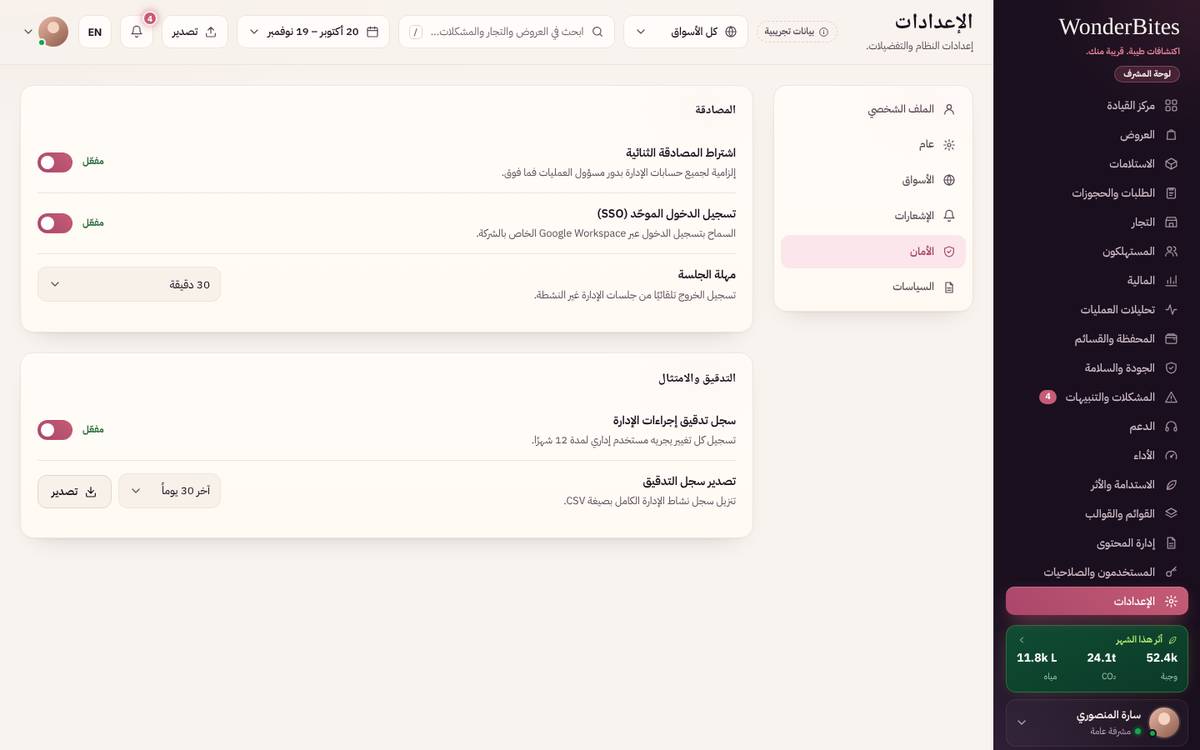 WonderBites
اكتشافات طيبة. قريبة منك.
لوحة المشرف
مركز القيادة
العروض
الاستلامات
الطلبات والحجوزات
التجار
المستهلكون
المالية
تحليلات العمليات
المحفظة والقسائم
الجودة والسلامة
المشكلات والتنبيهات 4
الدعم
الأداء
الاستدامة والأثر
القوائم والقوالب
إدارة المحتوى
المستخدمون والصلاحيات
الإعدادات
أثر هذا الشهر
52.4k 24.1t 11.8k L
وجبة CO₂ مياه
سارة المنصوري
مشرفة عامة
الإعدادات
إعدادات النظام والتفضيلات.
بيانات تجريبية
كل الأسواق
ابحث في العروض والتجار والمشكلات... /
20 أكتوبر – 19 نوفمبر
تصدير
4
EN
الملف الشخصي
عام
الأسواق
الإشعارات
الأمان
السياسات
المصادقة
اشتراط المصادقة الثنائية
إلزامية لجميع حسابات الإدارة بدور مسؤول العمليات فما فوق.
مفعّل
تسجيل الدخول الموحّد (SSO)
السماح بتسجيل الدخول عبر Google Workspace الخاص بالشركة.
مفعّل
مهلة الجلسة
تسجيل الخروج تلقائيًا من جلسات الإدارة غير النشطة.
30 دقيقة
التدقيق والامتثال
سجل تدقيق إجراءات الإدارة
تسجيل كل تغيير يجريه مستخدم إداري لمدة 12 شهرًا.
مفعّل
تصدير سجل التدقيق
تنزيل سجل نشاط الإدارة الكامل بصيغة CSV.
آخر 30 يوماً
تصدير